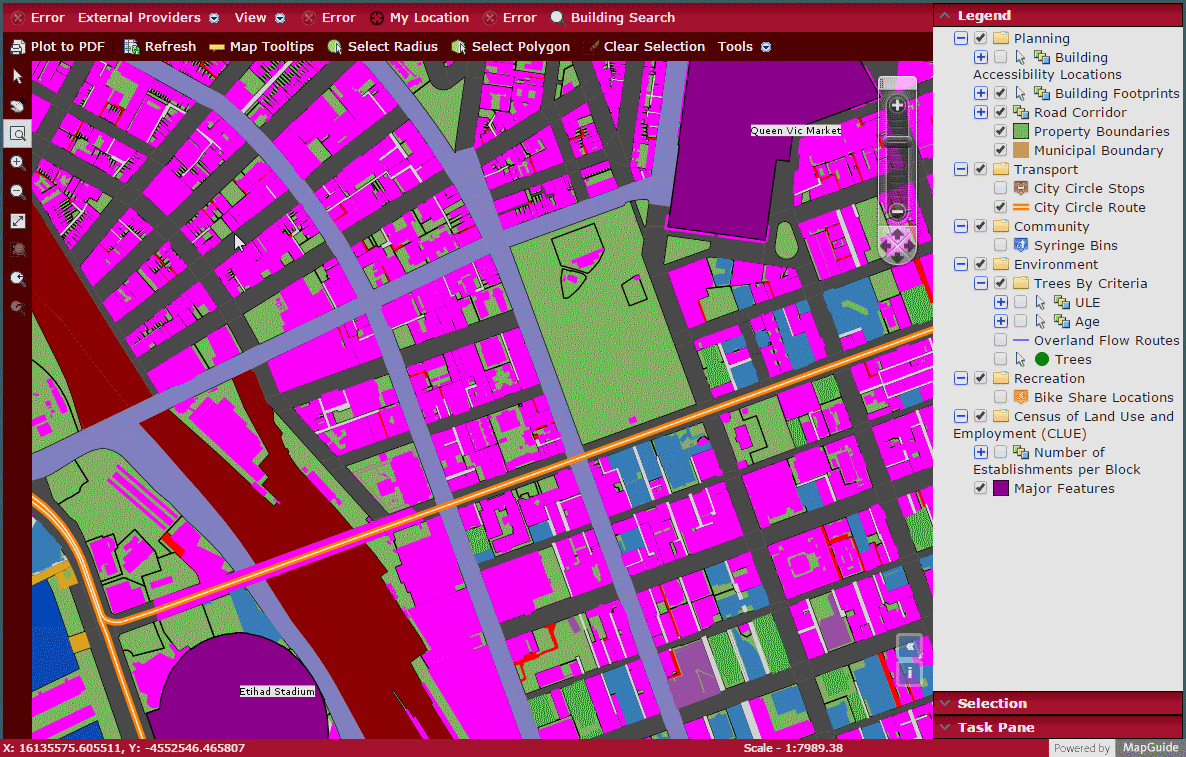 Error External Providers View Error My Location Error Building Search
Plot to PDF Refresh Map Tooltips Select Radius Select Polygon Clear Selection Tools
Queen Vic Market
Etihad Stadium
Legend
Planning
Building
Accessibility Locations
Building Footprints
Road Corridor
Property Boundaries
Municipal Boundary
Transport
City Circle Stops
City Circle Route
Community
Syringe Bins
Environment
Trees By Criteria
ULE
Age
Overland Flow Routes
Trees
Recreation
Bike Share Locations
Census of Land Use and
Employment (CLUE)
Number of
Establishments per Block
Major Features
Selection
Task Pane
X: 16135575.605511, Y: -4552546.465807
Scale - 1:7989.38
Powered by MapGuide